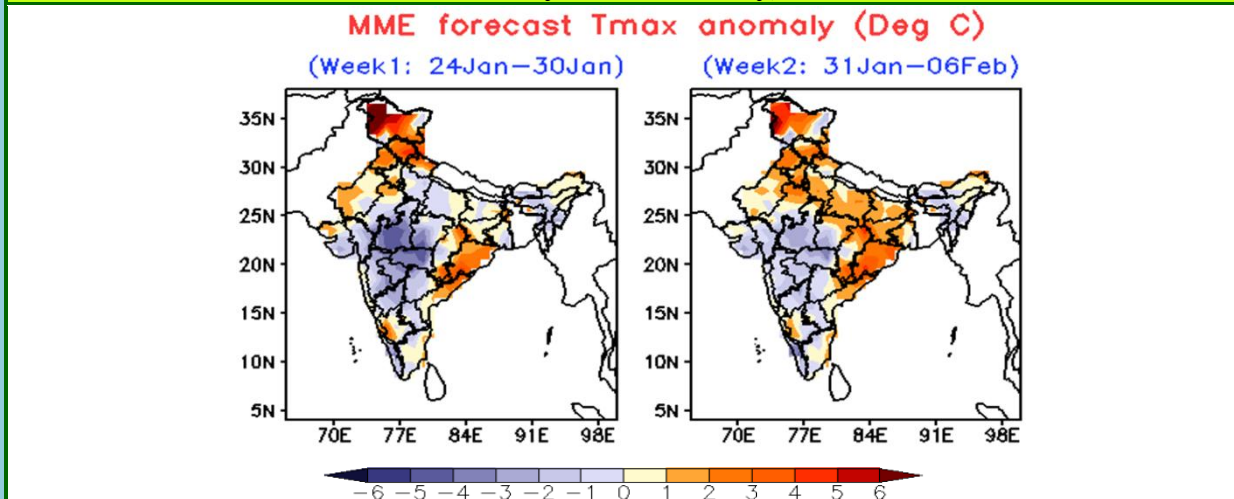 MME forecast Tmax anomaly (Deg C)
(Week1: 24Jan−30Jan) (Week2: 31Jan−06Feb)
35N 35N
30N 30N
25N 25N
20N 20N
15N 15N
10N 10N
5N 5N
70E 77E 84E 91E 98E 70E 77E 84E 91E 98E
−6 −5 −4 −3 −2 −1 0 1 2 3 4 5 6